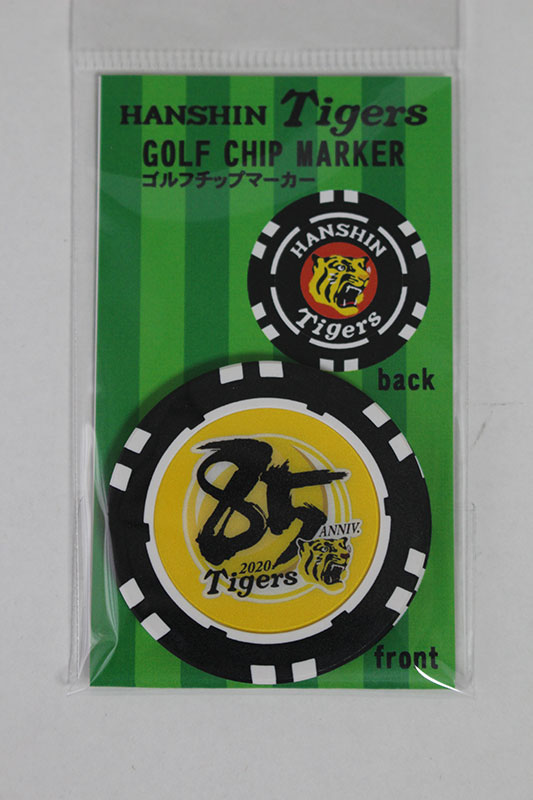 HANSHIN Tigers
GOLF CHIP MARKER
ゴルフチップマーカー
HANSHIN
Tigers
back
85
ANNIV.
2020
Tigers
front